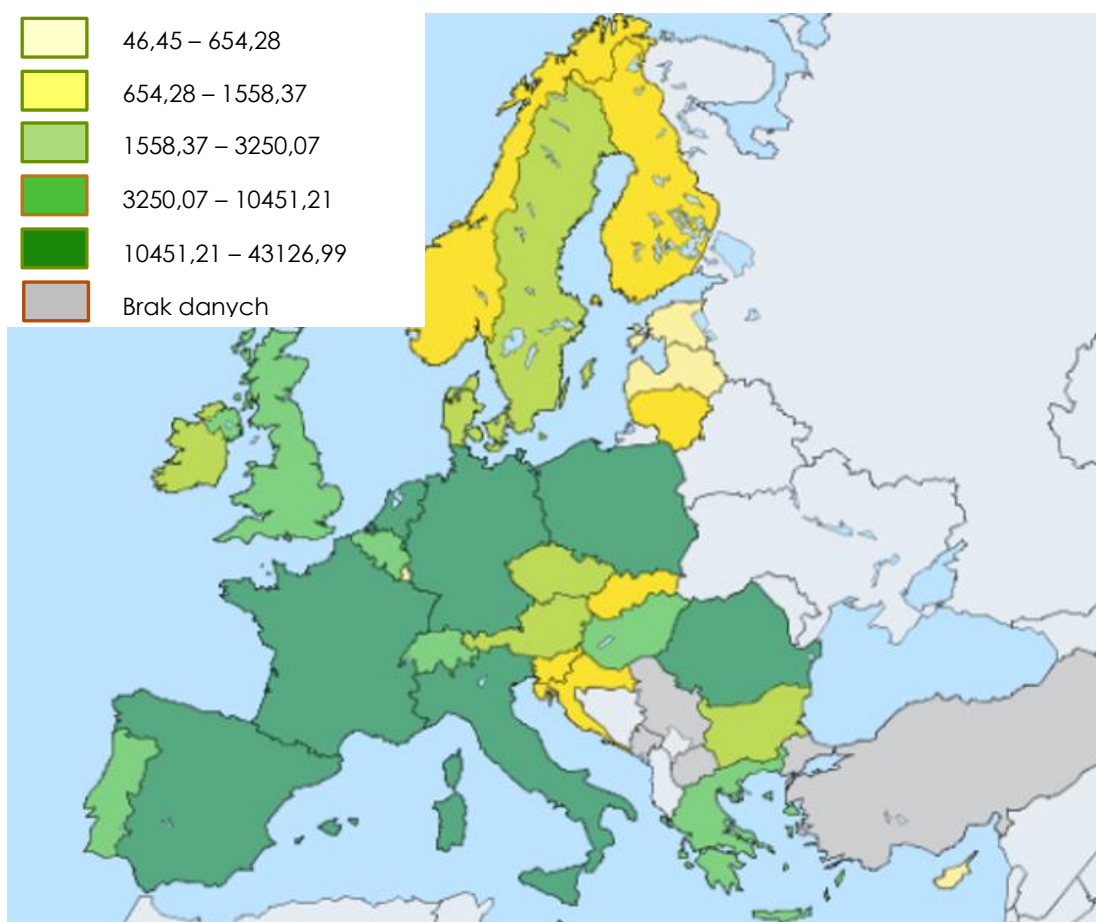 46,45 – 654,28
654,28 – 1558,37
1558,37 – 3250,07
3250,07 – 10451,21
10451,21 – 43126,99
Brak danych